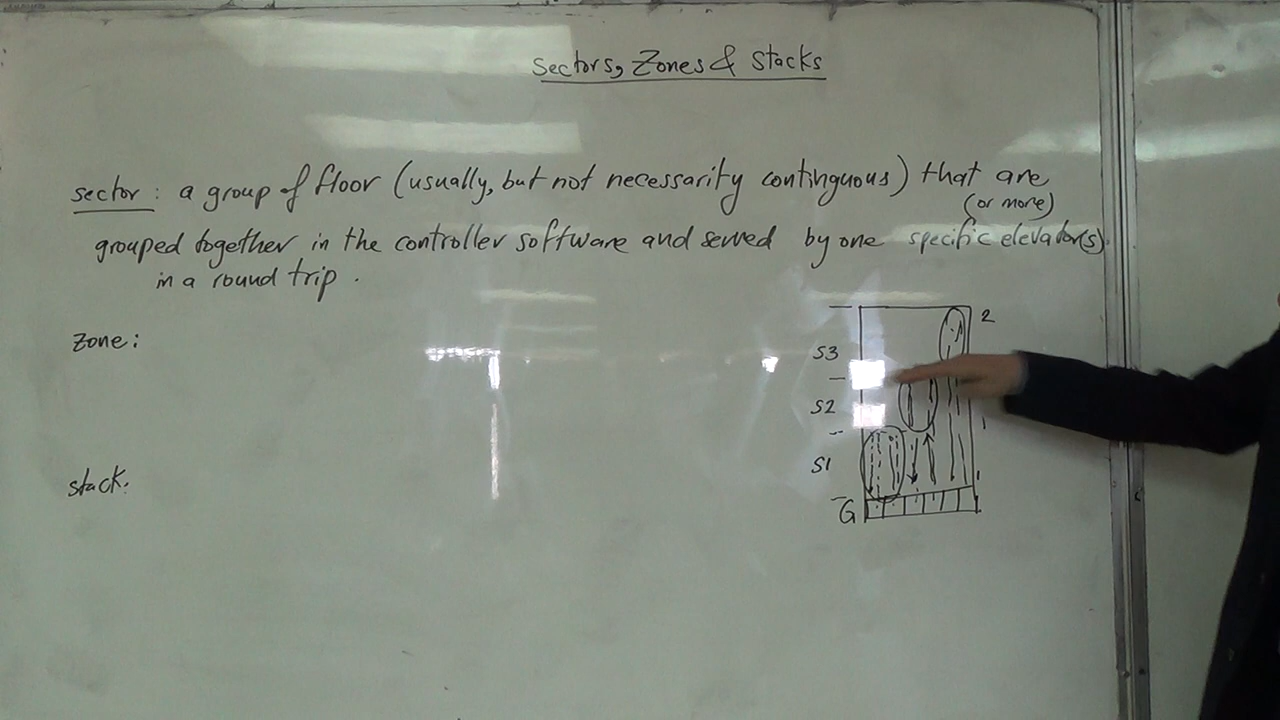 Sectors, Zones & Stacks
sector: a group of floor (usually, but not necessarity continguous) that are
(or more)
grouped together in the controller software and served by one specific elevator(s)
in a round trip.
Zone:
2
S3
S2
S1
G
stack: